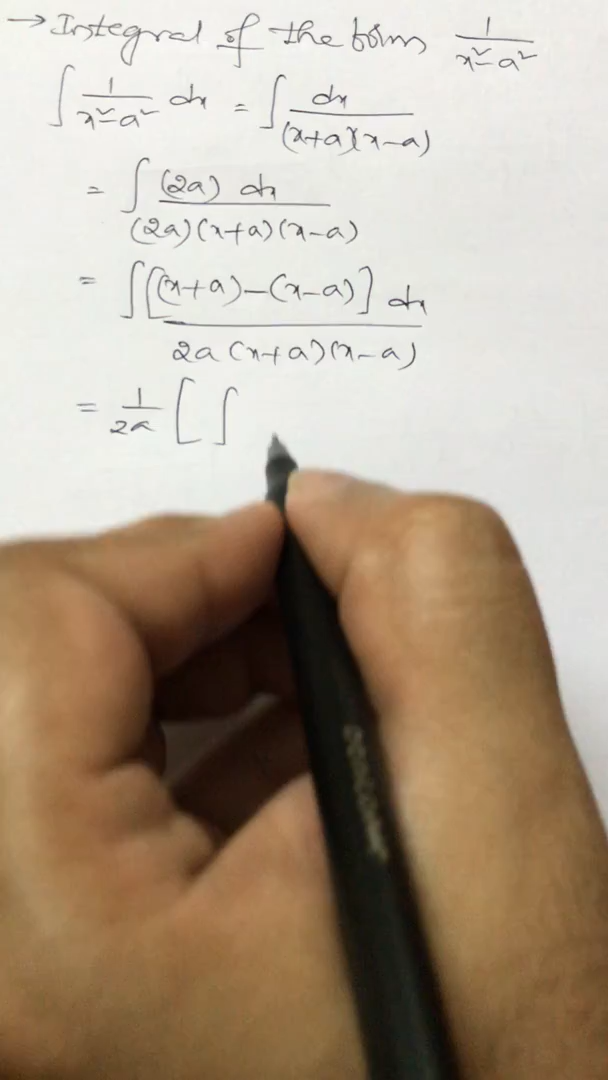 → Integral of the form 1/(x²-a²)
∫ 1/(x²-a²) dx = ∫ dx/((x+a)(x-a))
= ∫ (2a) dx/((2a)(x+a)(x-a))
= ∫ [(x+a)-(x-a)] dx/(2a(x+a)(x-a))
= 1/2a [ ∫